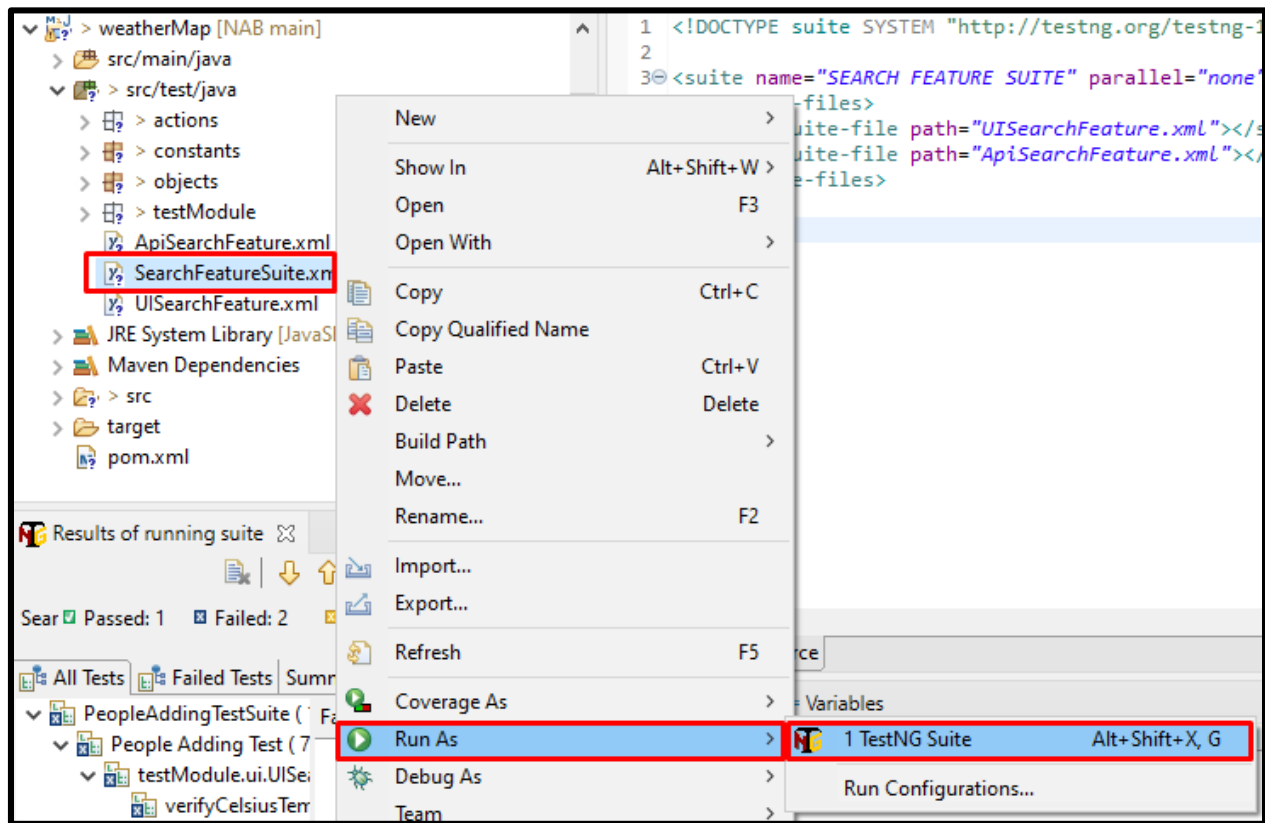 > weatherMap [NAB main]
src/main/java
> src/test/java
> actions
> constants
> objects
> testModule
ApiSearchFeature.xml
SearchFeatureSuite.xm
UISearchFeature.xml
JRE System Library [JavaS
Maven Dependencies
> src
target
pom.xml
1 <!DOCTYPE suite SYSTEM "http://testng.org/testng-1
2
3 <suite name="SEARCH FEATURE SUITE" parallel="none"
-files>
uite-file path="UISearchFeature.xml"></s
uite-file path="ApiSearchFeature.xml"></
e-files>
New
Show In Alt+Shift+W >
Open F3
Open With
Copy Ctrl+C
Copy Qualified Name
Paste Ctrl+V
Delete Delete
Build Path
Move...
Rename... F2
Import...
Export...
Refresh F5
Coverage As
Run As
Debug As
Team
1 TestNG Suite Alt+Shift+X, G
Run Configurations...
Results of running suite
Sear Passed: 1 Failed: 2
All Tests Failed Tests Summ
PeopleAddingTestSuite (
Fa
People Adding Test ( 7
testModule.ui.UISea
verifyCelsiusTem
rce
Variables